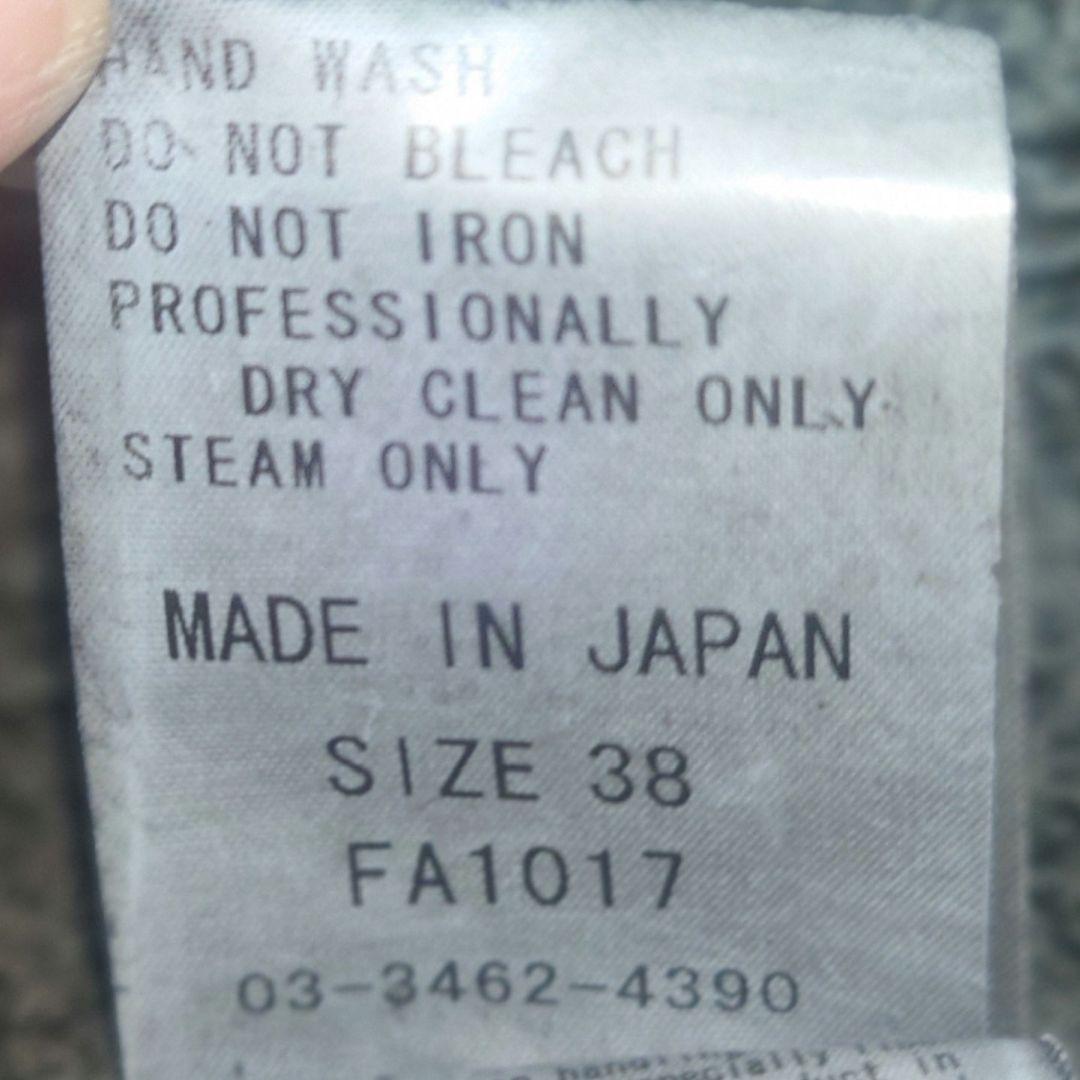 HAND WASH
DO NOT BLEACH
DO NOT IRON
PROFESSIONALLY
DRY CLEAN ONLY
STEAM ONLY
MADE IN JAPAN
SIZE 38
FA1017
03-3462-4390
in